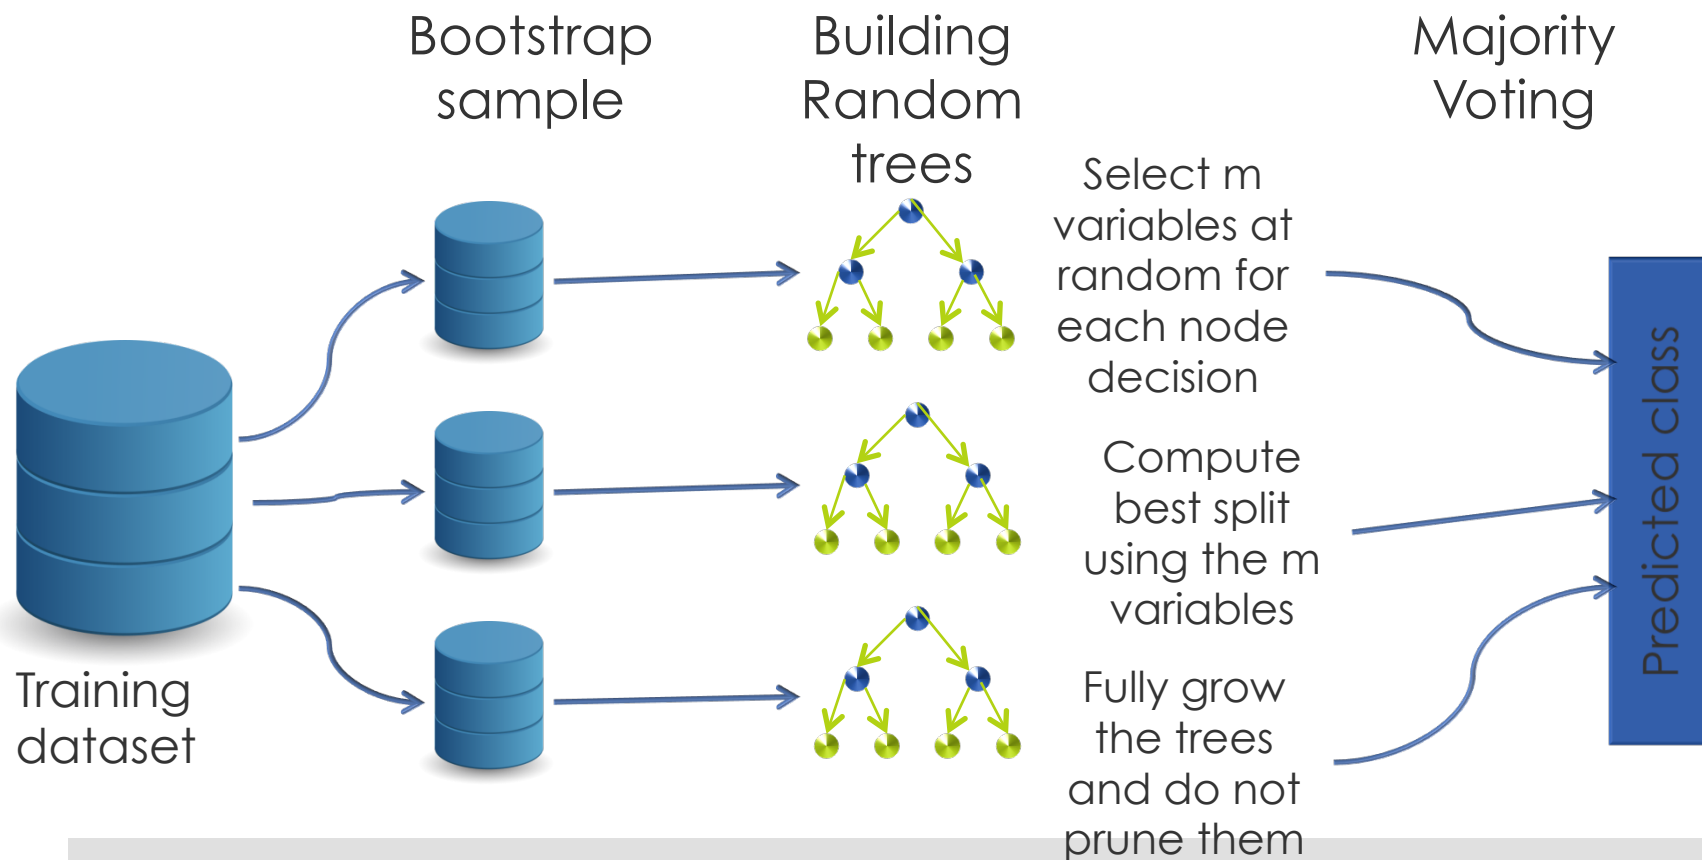 Bootstrap
sample
Building
Random
trees
Majority
Voting
Select m
variables at
random for
each node
decision
Compute
best split
using the m
variables
Fully grow
the trees
and do not
prune them
Training
dataset
Predicted class